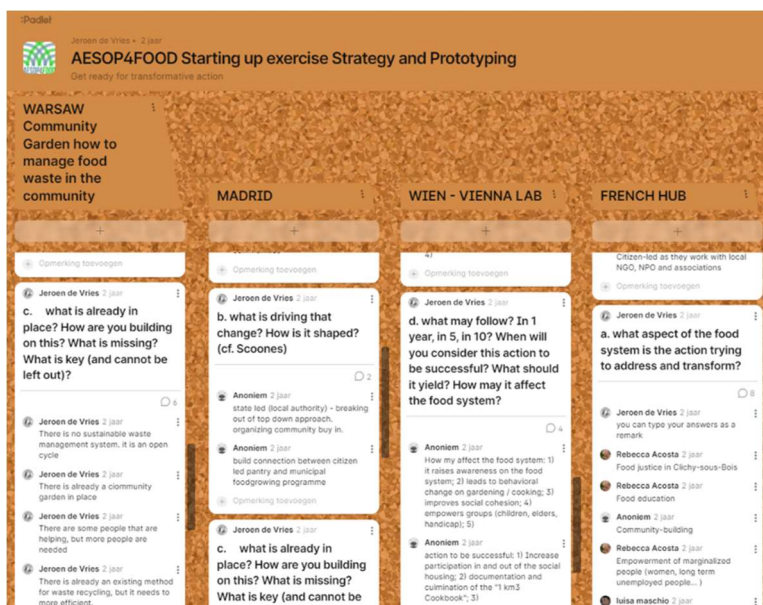 :Padlet
Jeroen de Vries • 2 jaar
AESOP4FOOD Starting up exercise Strategy and Prototyping
Get ready for transformative action
WARSAW
Community
Garden how to
manage food
waste in the
community
Opmerking toevoegen
Jeroen de Vries 2 jaar
c. what is already in
place? How are you building
on this? What is missing?
What is key (and cannot be
left out)?
6
Jeroen de Vries 2 jaar
There is no sustainable waste
management system. it is an open
cycle
Jeroen de Vries 2 jaar
There is already a ciommunity
garden in place
Jeroen de Vries 2 jaar
There are some people that are
helping, but more people are
needed
Jeroen de Vries 2 jaar
There is already an existing method
for waste recycling, but it needs to
more efficient.
MADRID
Opmerking toevoegen
Jeroen de Vries 2 jaar
b. what is driving that
change? How is it shaped?
(cf. Scoones)
2
Anoniem 2 jaar
state led (local authority) - breaking
out of top down approach.
organizing community buy in.
Anoniem 2 jaar
build connection between citizen
led pantry and municipal
foodgrowing programme
Opmerking toevoegen
Jeroen de Vries 2 jaar
c. what is already in
place? How are you building
on this? What is missing?
What is key (and cannot be
WIEN - VIENNA LAB
4)
Opmerking toevoegen
Jeroen de Vries 2 jaar
d. what may follow? In 1
year, in 5, in 10? When will
you consider this action to
be successful? What should
it yield? How may it affect
the food system?
4
Anoniem 2 jaar
How my affect the food system: 1)
it raises awareness on the food
system; 2) leads to behavioral
change on gardening / cooking; 3)
improves social cohesion; 4)
empowers groups (children, elders,
handicap); 5)
Anoniem 2 jaar
action to be successful: 1) Increase
participation in and out of the social
housing; 2) documentation and
culmination of the "1 km3
Cookbook"; 3)
FRENCH HUB
Citizen-led as they work with local
NGO, NPO and associations
Opmerking toevoegen
Jeroen de Vries 2 jaar
a. what aspect of the food
system is the action trying
to address and transform?
8
Jeroen de Vries 2 jaar
you can type your answers as a
remark
Rebecca Acosta 2 jaar
Food justice in Clichy-sous-Bois
Rebecca Acosta 2 jaar
Food education
Anoniem 2 jaar
Community-building
Rebecca Acosta 2 jaar
Empowerment of marginalized
people (women, long term
unemployed people... )
luisa maschio 2 jaar